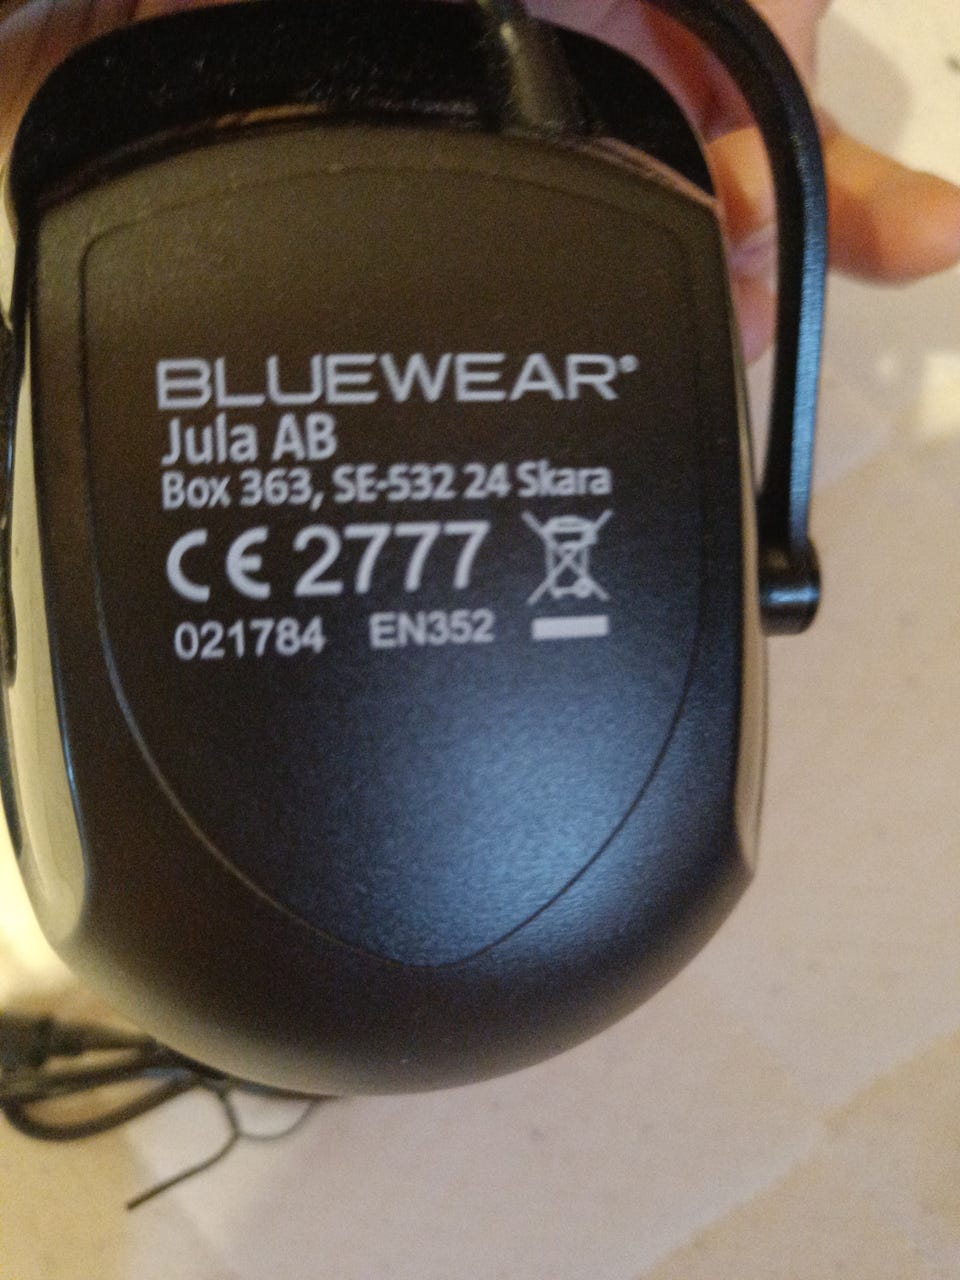 BLUEWEAR®
Jula AB
Box 363, SE-532 24 Skara
CE 2777
021784 EN352